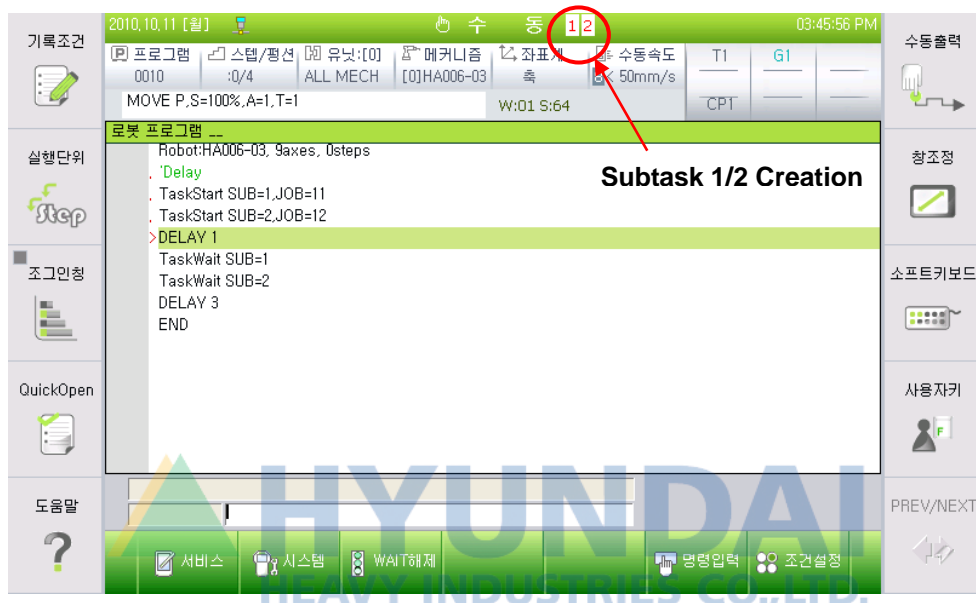 기록조건
실행단위
Step
조그인칭
QuickOpen
도움말
2010,10,11 [월]
수 동 1 2
03:45:56 PM
프로그램
0010
스텝/평션
:0/4
유닛:[0]
ALL MECH
메커니즘
[0]HA006-03
좌표계
축
수동속도
50mm/s
T1
G1
MOVE P,S=100%,A=1,T=1
W:01 S:64
CP1
로봇 프로그램 __
Robot:HA006-03, 9axes, 0steps
'Delay
TaskStart SUB=1,JOB=11
TaskStart SUB=2,JOB=12
>DELAY 1
TaskWait SUB=1
TaskWait SUB=2
DELAY 3
END
Subtask 1/2 Creation
서비스
시스템
WAIT해제
명령입력
조건설정
수동출력
창조정
소프트키보드
사용자키
F
PREV/NEXT
HYUNDAI
HEAVY INDUSTRIES CO.,LTD.